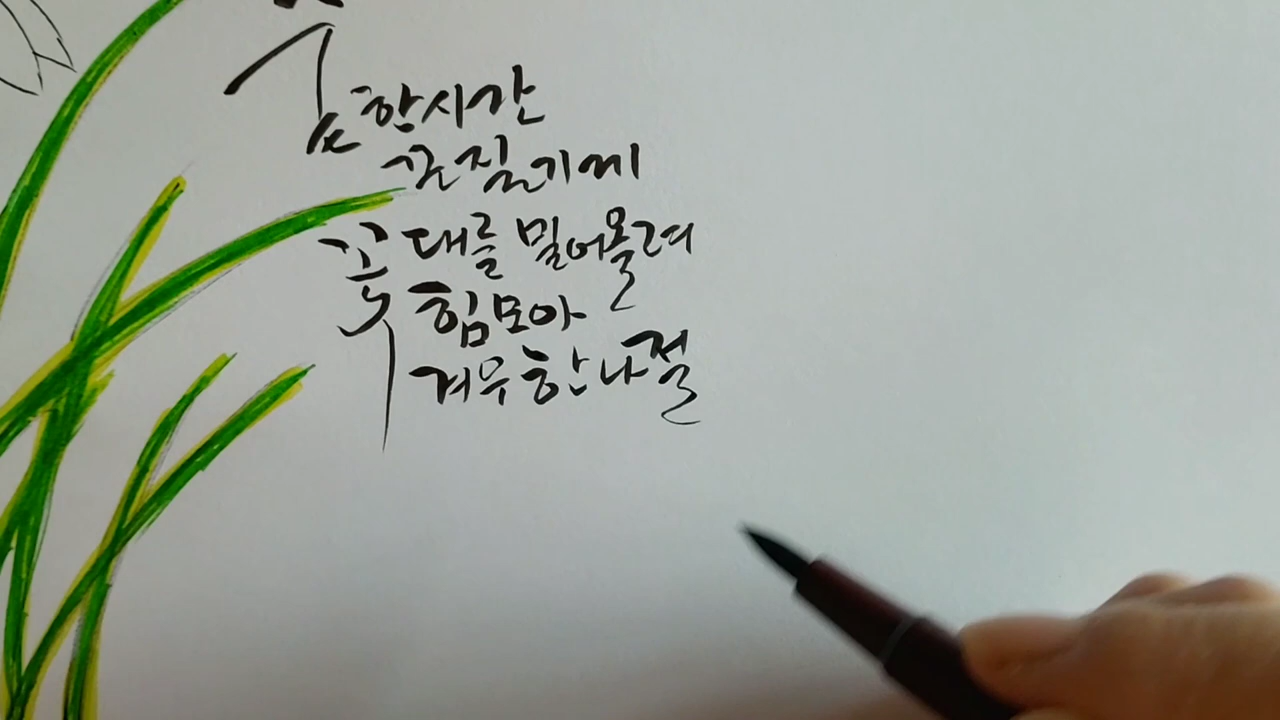 한시간
끈질기게
꽃대를 밀어올려
힘모아
겨우한나절